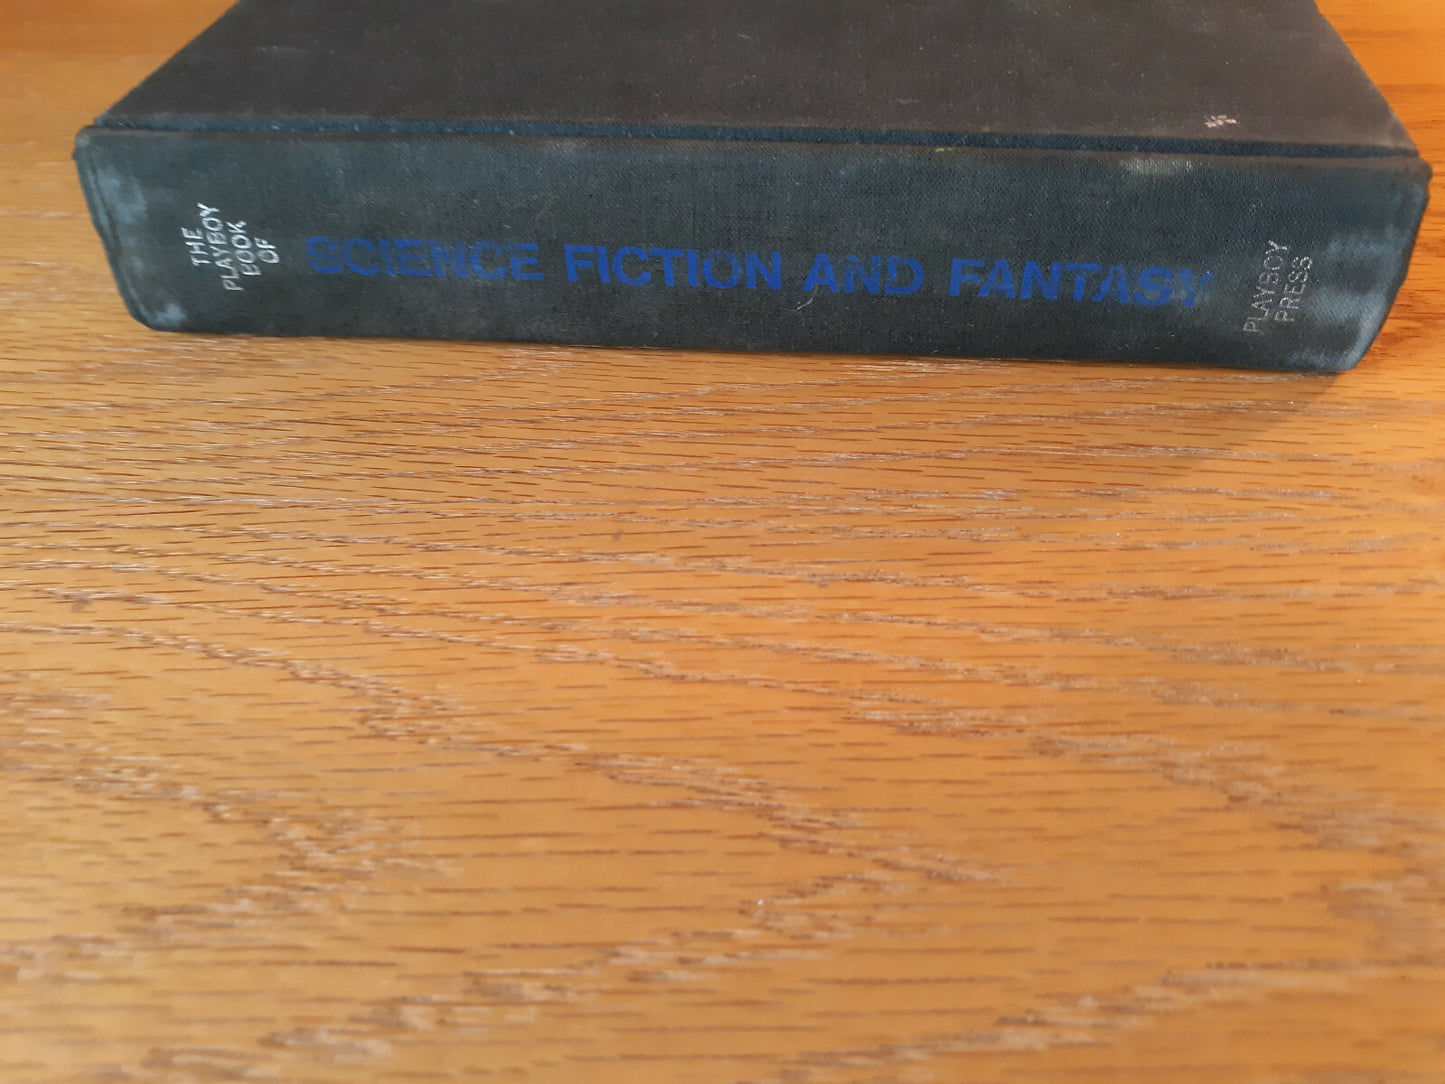 THE
PLAYBOY
BOOK
OF
SCIENCE FICTION AND FANTASY
PLAYBOY
PRESS